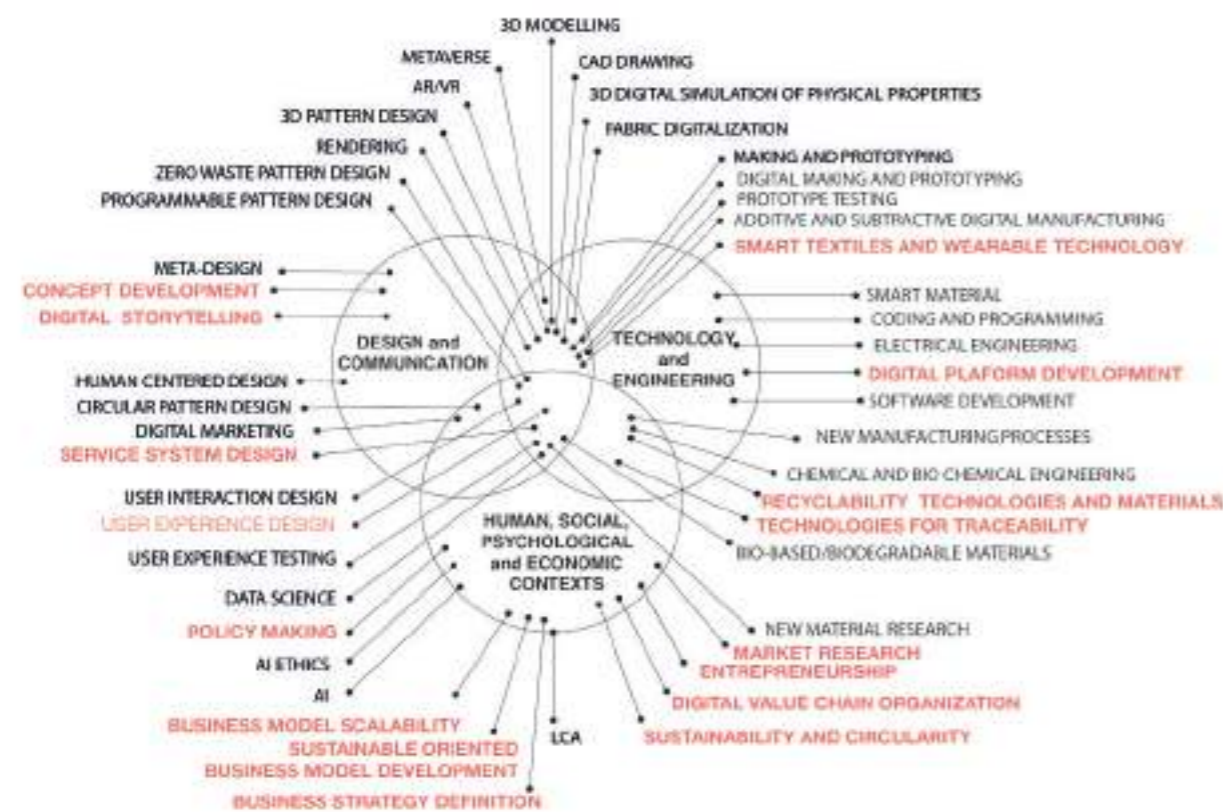 3D MODELLING
METAVERSE
CAD DRAWING
AR/VR
3D DIGITAL SIMULATION OF PHYSICAL PROPERTIES
3D PATTERN DESIGN
FABRIC DIGITALIZATION
RENDERING
MAKING AND PROTOTYPING
ZERO WASTE PATTERN DESIGN
DIGITAL MAKING AND PROTOTYPING
PROGRAMMABLE PATTERN DESIGN
PROTOTYPE TESTING
ADDITIVE AND SUBTRACTIVE DIGITAL MANUFACTURING
SMART TEXTILES AND WEARABLE TECHNOLOGY
META-DESIGN
CONCEPT DEVELOPMENT
DIGITAL STORYTELLING
SMART MATERIAL
CODING AND PROGRAMMING
ELECTRICAL ENGINEERING
DIGITAL PLAFORM DEVELOPMENT
SOFTWARE DEVELOPMENT
DESIGN and
COMMUNICATION
TECHNOLOGY
and
ENGINEERING
HUMAN CENTERED DESIGN
CIRCULAR PATTERN DESIGN
DIGITAL MARKETING
SERVICE SYSTEM DESIGN
NEW MANUFACTURING PROCESSES
CHEMICAL AND BIO CHEMICAL ENGINEERING
RECYCLABILITY TECHNOLOGIES AND MATERIALS
TECHNOLOGIES FOR TRACEABILITY
BIO-BASED/BIODEGRADABLE MATERIALS
USER INTERACTION DESIGN
USER EXPERIENCE DESIGN
USER EXPERIENCE TESTING
HUMAN, SOCIAL,
PSYCHOLOGICAL
and ECONOMIC
CONTEXTS
DATA SCIENCE
POLICY MAKING
AI ETHICS
AI
NEW MATERIAL RESEARCH
MARKET RESEARCH
ENTREPRENEURSHIP
DIGITAL VALUE CHAIN ORGANIZATION
SUSTAINABILITY AND CIRCULARITY
LCA
BUSINESS MODEL SCALABILITY
SUSTAINABLE ORIENTED
BUSINESS MODEL DEVELOPMENT
BUSINESS STRATEGY DEFINITION